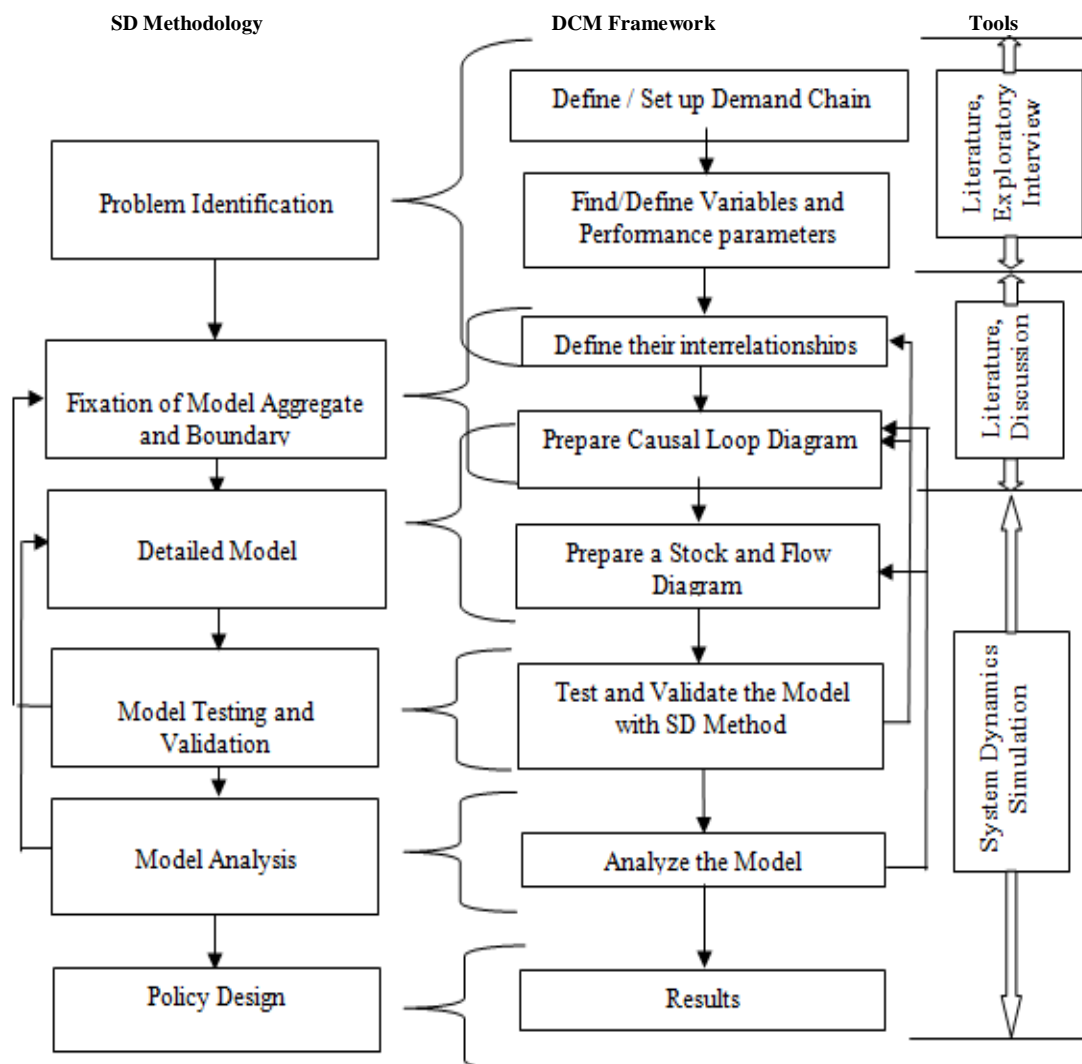 SD Methodology
DCM Framework
Tools
Define / Set up Demand Chain
Literature,
Exploratory
Interview
Problem Identification
Find/Define Variables and
Performance parameters
Define their interrelationships
Literature,
Discussion
Fixation of Model Aggregate
and Boundary
Prepare Causal Loop Diagram
Detailed Model
Prepare a Stock and Flow
Diagram
Model Testing and
Validation
Test and Validate the Model
with SD Method
System Dynamics
Simulation
Model Analysis
Analyze the Model
Policy Design
Results